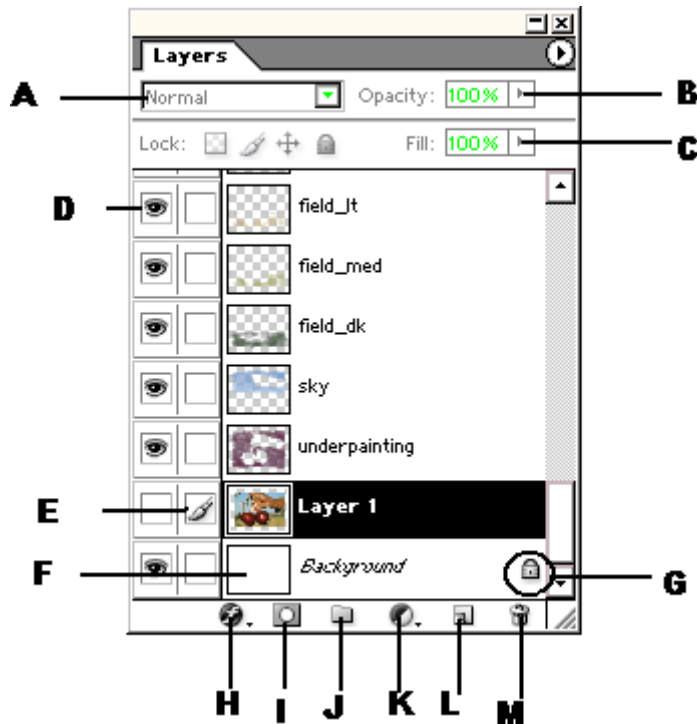 Layers
A
Normal
Opacity:
100%
B
Lock:
Fill:
100%
C
D
field_lt
field_med
field_dk
sky
underpainting
E
Layer 1
F
Background
G
H
I
J
K
L
M